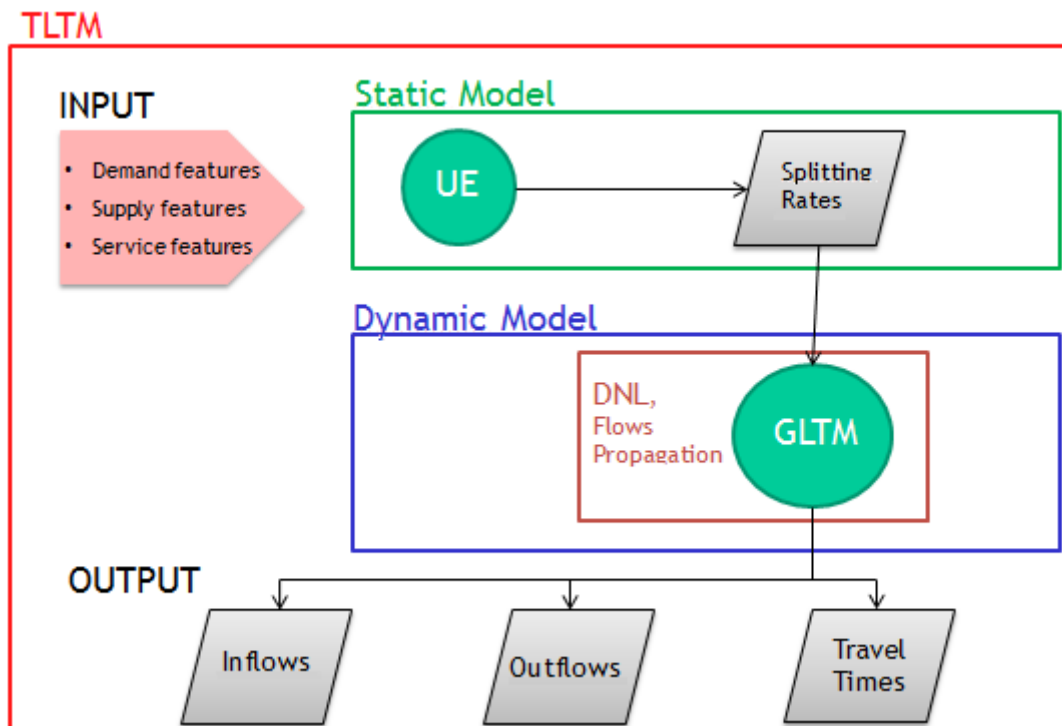 TLTM
INPUT
• Demand features
• Supply features
• Service features
Static Model
UE
Splitting
Rates
Dynamic Model
DNL,
Flows
Propagation
GLTM
OUTPUT
Inflows
Outflows
Travel
Times